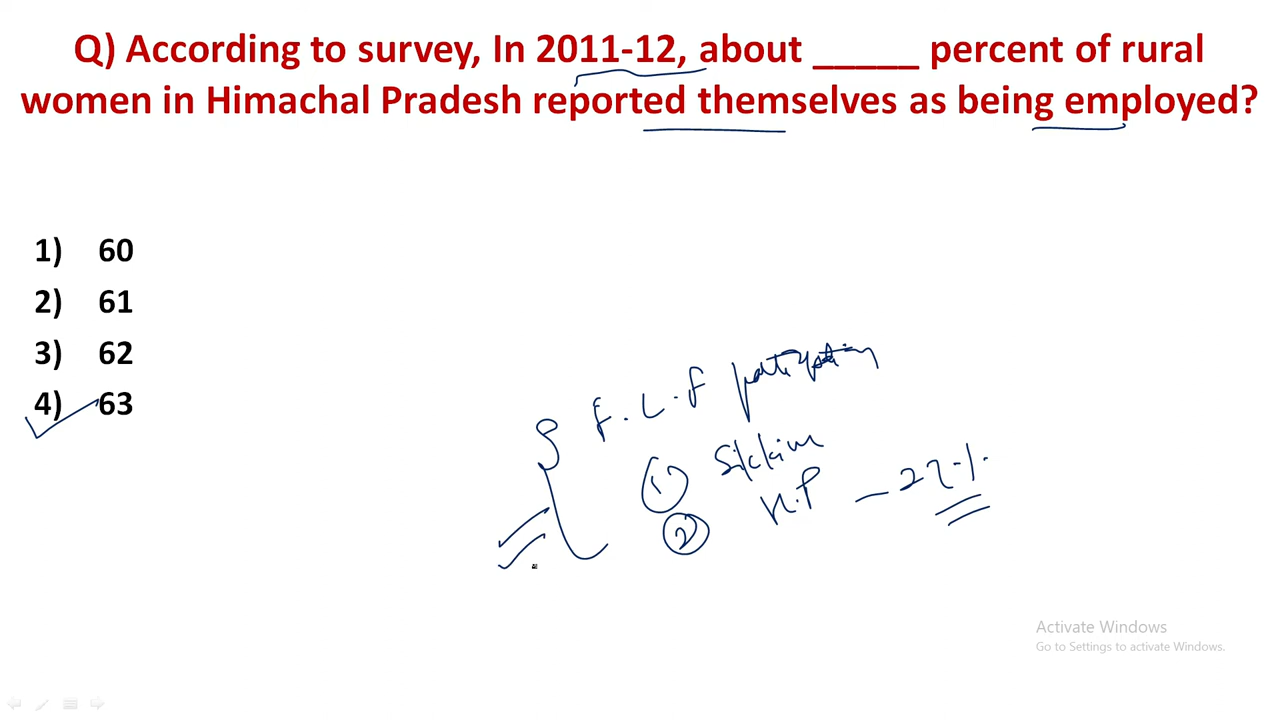 Q) According to survey, In 2011-12, about _____ percent of rural
women in Himachal Pradesh reported themselves as being employed?
1) 60
2) 61
3) 62
4) 63
F.L.F
① Sikkim
② H.P – 27%
Activate Windows
Go to Settings to activate Windows.